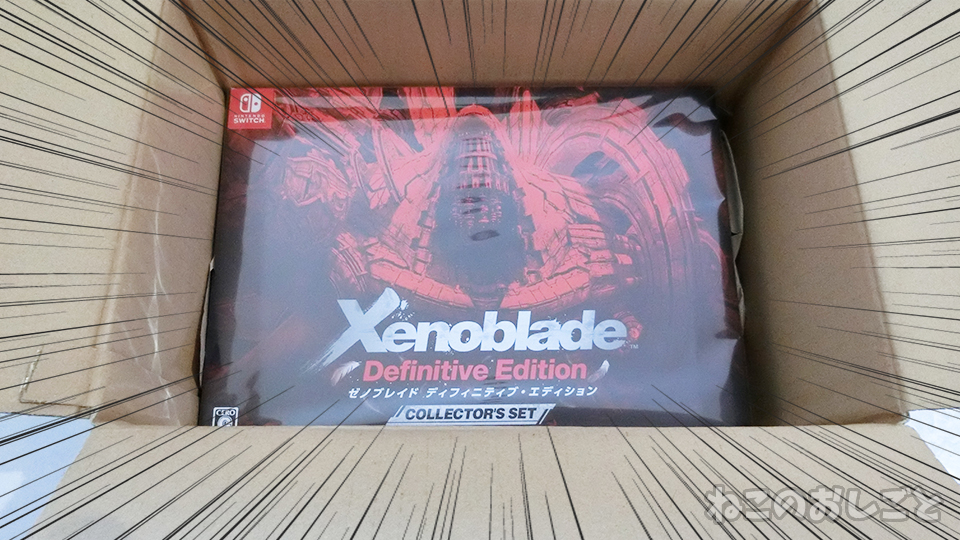 NINTENDO
SWITCH
Xenoblade™
Definitive Edition
ゼノブレイド ディフィニティブ・エディション
COLLECTOR'S SET
CERO
ねこのおしごと